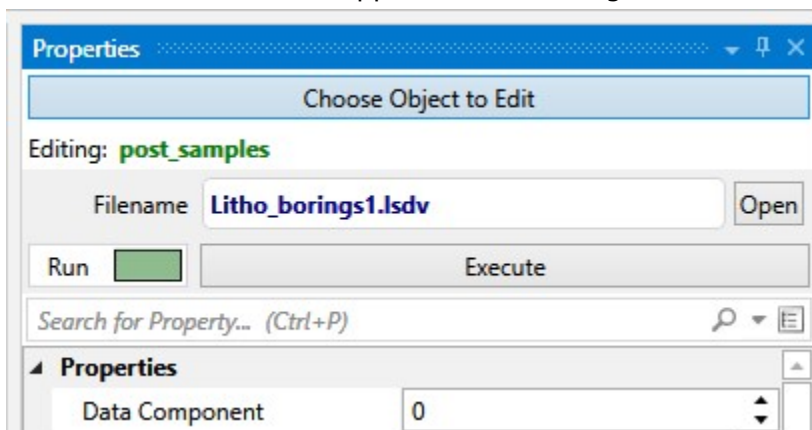 Properties
Choose Object to Edit
Editing: post_samples
Filename Litho_borings1.lsdv Open
Run Execute
Search for Property... (Ctrl+P)
Properties
Data Component 0